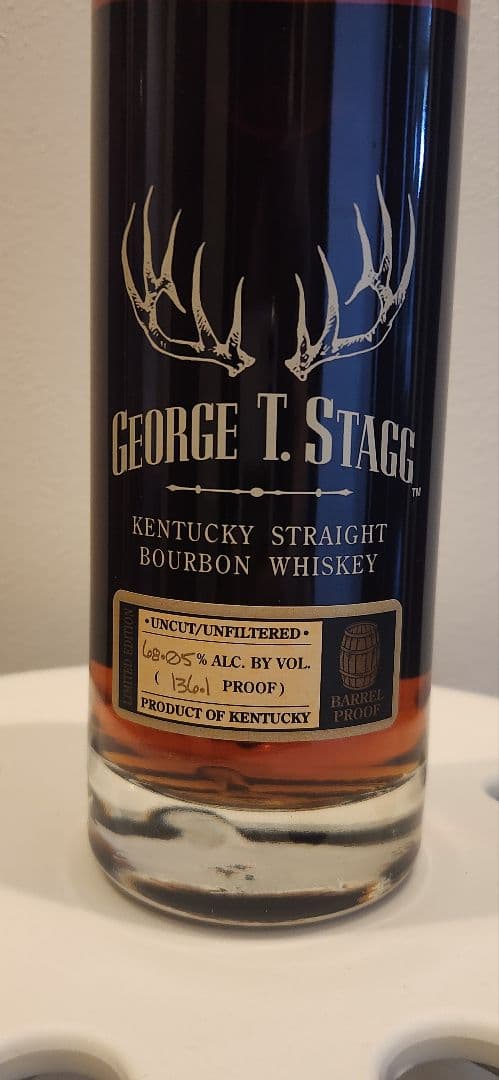 GEORGE T. STAGG
TM
KENTUCKY STRAIGHT
BOURBON WHISKEY
LIMITED EDITION
•UNCUT/UNFILTERED•
68.05% ALC. BY VOL.
(136.1 PROOF)
PRODUCT OF KENTUCKY
BARREL
PROOF